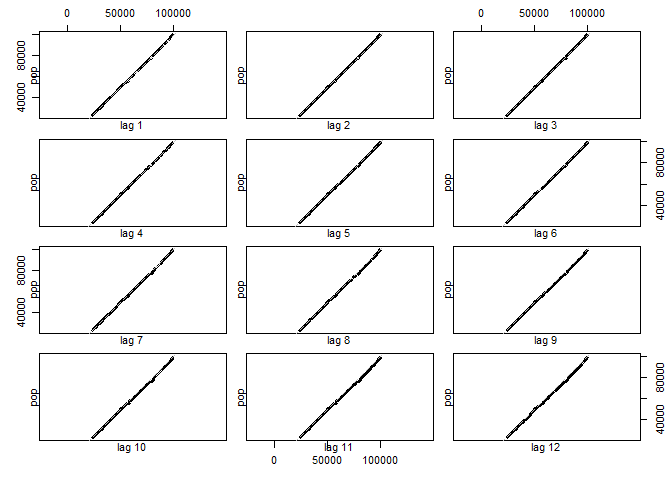 0 50000 100000 0 50000 100000
40000 80000 pop pop pop
lag 1 lag 2 lag 3
pop pop pop 40000 80000
lag 4 lag 5 lag 6
40000 80000 pop pop pop
lag 7 lag 8 lag 9
pop pop pop 40000 80000
lag 10 lag 11 lag 12
0 50000 100000